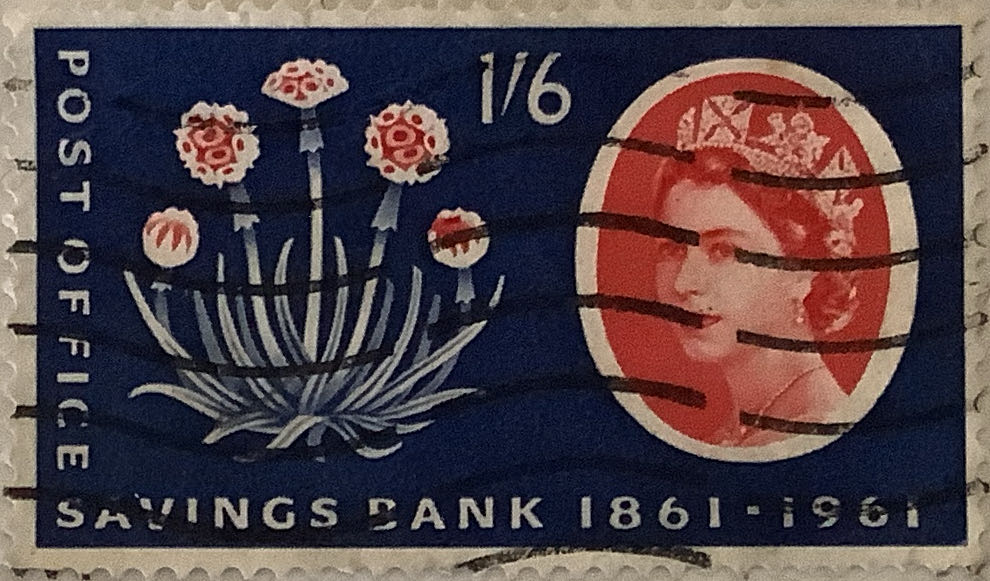 POST OFFICE
1/6
SAVINGS BANK 1861-1961